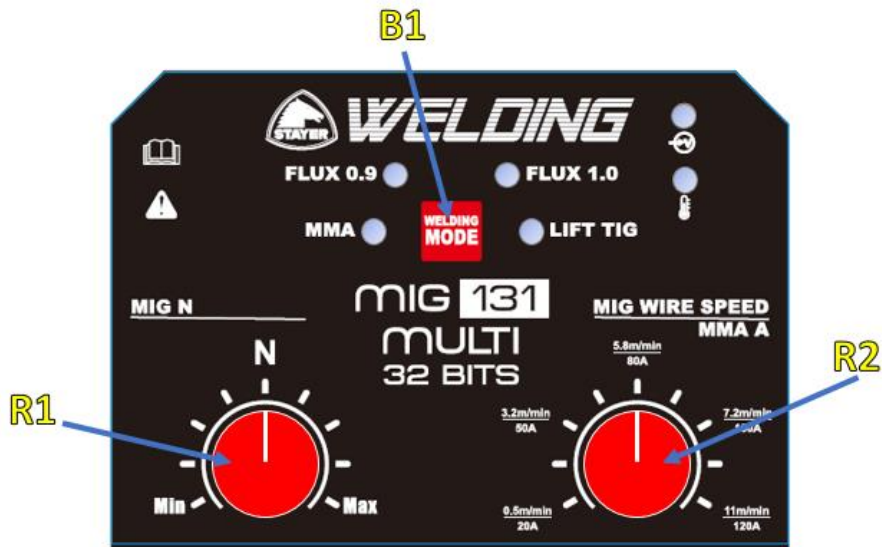 B1
STAYER
WELDING
FLUX 0.9
FLUX 1.0
MMA
WELDING
MODE
LIFT TIG
MIG N
MIG 131
MULTI
32 BITS
MIG WIRE SPEED
MMA A
N
R1
Min
Max
5.8m/min
80A
3.2m/min
50A
7.2m/min
R2
0.5m/min
20A
11m/min
120A